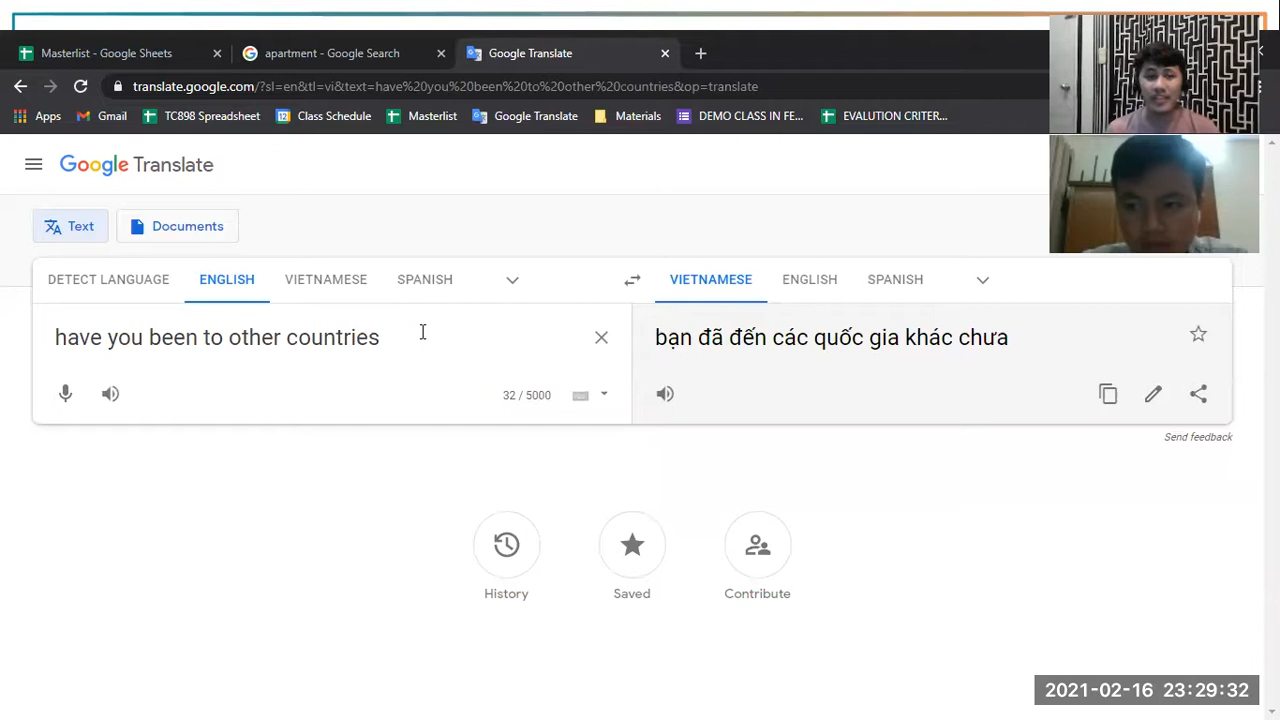 Masterlist - Google Sheets
apartment - Google Search
Google Translate
translate.google.com/?sl=en&tl=vi&text=have%20you%20been%20to%20other%20countries&op=translate
Apps
Gmail
TC898 Spreadsheet
Class Schedule
Masterlist
Google Translate
Materials
DEMO CLASS IN FE...
EVALUTION CRITER...
Google Translate
Text
Documents
DETECT LANGUAGE
ENGLISH
VIETNAMESE
SPANISH
VIETNAMESE
ENGLISH
SPANISH
have you been to other countries
bạn đã đến các quốc gia khác chưa
32 / 5000
Send feedback
History
Saved
Contribute
2021-02-16 23:29:32